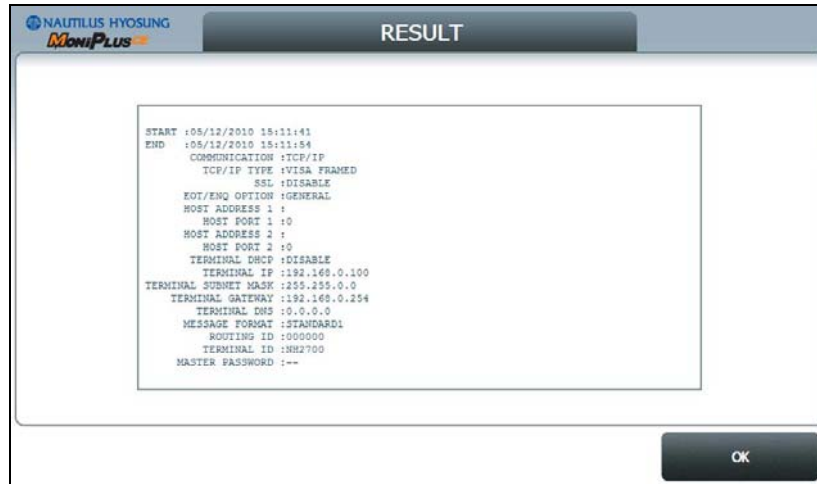 NAUTILUS HYOSUNG
MoniPlus CE
RESULT
START :05/12/2010 15:11:41
END :05/12/2010 15:11:54
COMMUNICATION :TCP/IP
TCP/IP TYPE :VISA FRAMED
SSL :DISABLE
EOT/ENQ OPTION :GENERAL
HOST ADDRESS 1 :
HOST PORT 1 :0
HOST ADDRESS 2 :
HOST PORT 2 :0
TERMINAL DHCP :DISABLE
TERMINAL IP :192.168.0.100
TERMINAL SUBNET MASK :255.255.0.0
TERMINAL GATEWAY :192.168.0.254
TERMINAL DNS :0.0.0.0
MESSAGE FORMAT :STANDARD1
ROUTING ID :000000
TERMINAL ID :NH2700
MASTER PASSWORD :--
OK